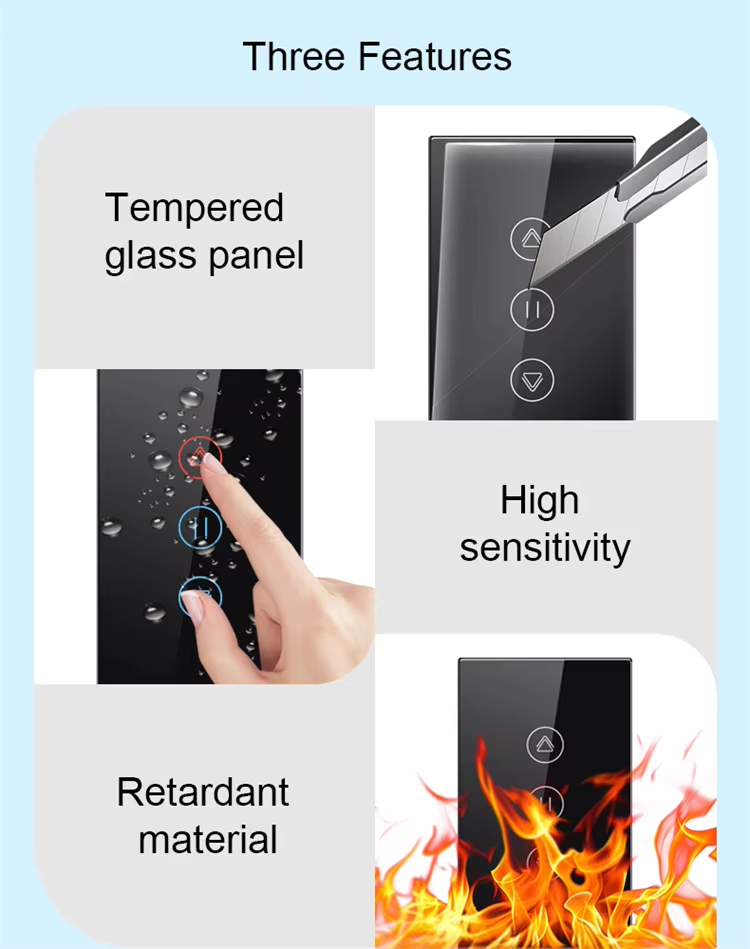 Three Features
Tempered
glass panel
High
sensitivity
Retardant
material